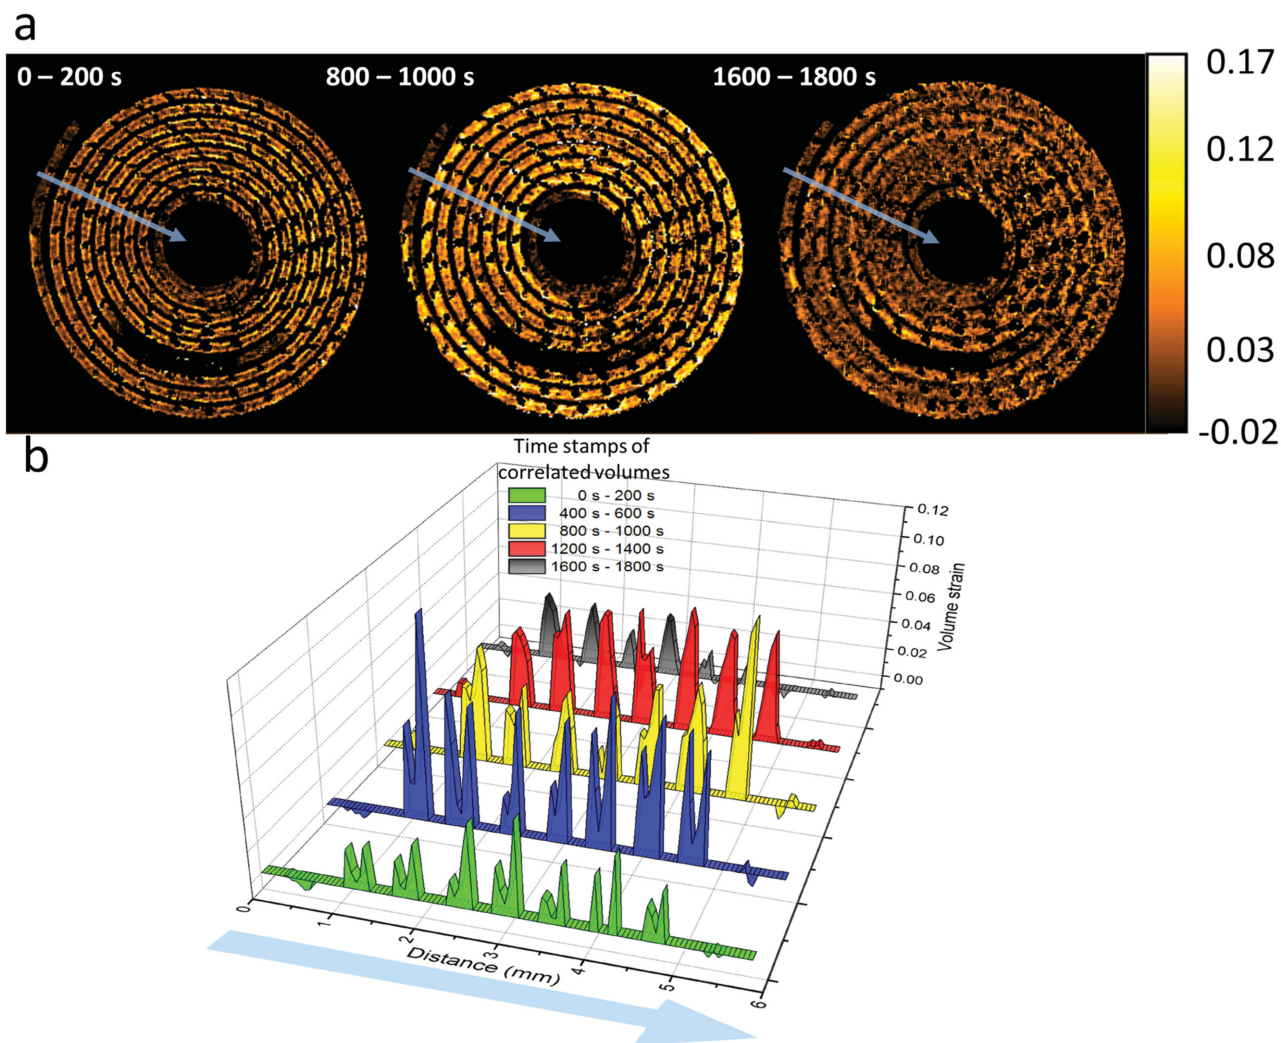 a
0 – 200 s
800 – 1000 s
1600 – 1800 s
0.17
0.12
0.08
0.03
-0.02
b
Time stamps of
correlated volumes
0 s - 200 s
400 s - 600 s
800 s - 1000 s
1200 s - 1400 s
1600 s - 1800 s
0.12
0.10
0.08
0.06
0.04
0.02
0.00
Volume strain
0
1
2
3
4
5
6
Distance (mm)